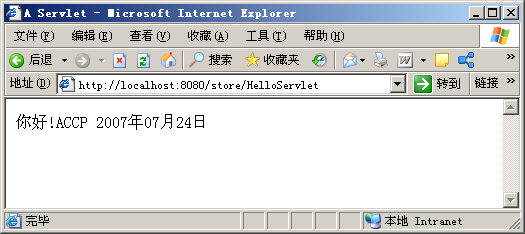 A Servlet - Microsoft Internet Explorer
文件(F) 编辑(E) 查看(V) 收藏(A) 工具(T) 帮助(H)
后退 搜索 收藏夹
地址(D) http://localhost:8080/store/HelloServlet 转到 链接
你好!ACCP 2007年07月24日
完毕 本地 Intranet